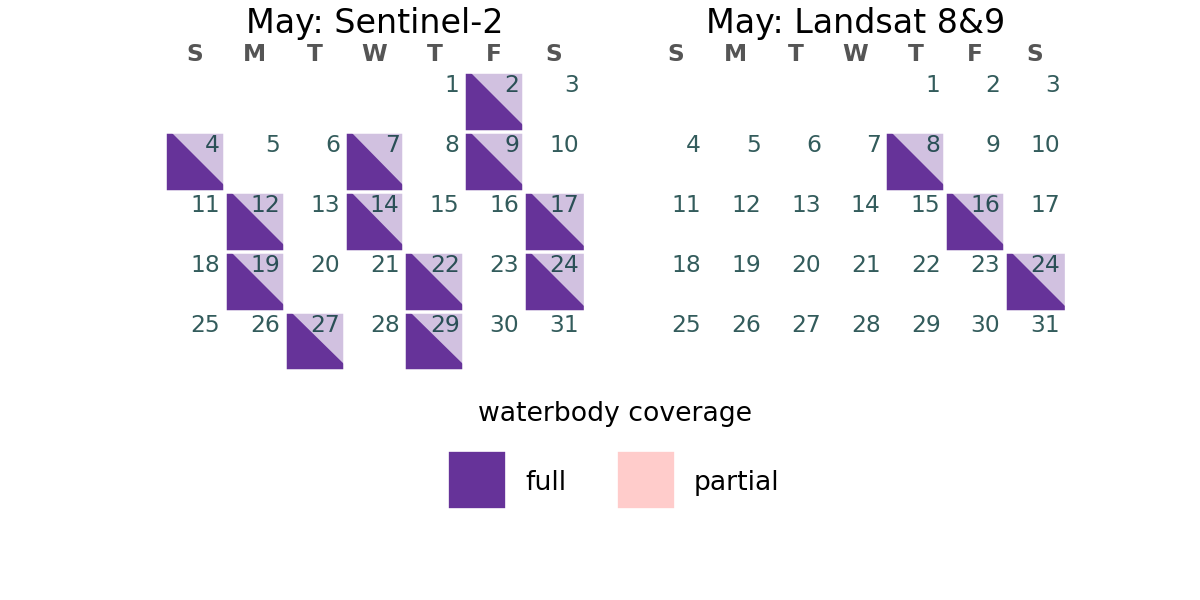 May: Sentinel-2
S M T W T F S
1 2 3
4 5 6 7 8 9 10
11 12 13 14 15 16 17
18 19 20 21 22 23 24
25 26 27 28 29 30 31
May: Landsat 8&9
S M T W T F S
1 2 3
4 5 6 7 8 9 10
11 12 13 14 15 16 17
18 19 20 21 22 23 24
25 26 27 28 29 30 31
waterbody coverage
full partial